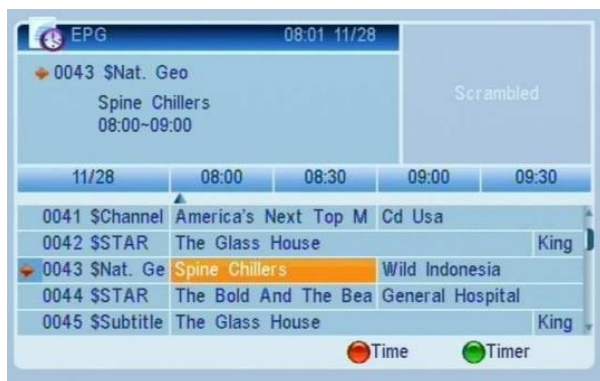 EPG 08:01 11/28
0043 $Nat. Geo
Spine Chillers
08:00~09:00
Scrambled
11/28 08:00 08:30 09:00 09:30
0041 $Channel America's Next Top M Cd Usa
0042 $STAR The Glass House King
0043 $Nat. Ge Spine Chillers Wild Indonesia
0044 $STAR The Bold And The Bea General Hospital
0045 $Subtitle The Glass House King
Time Timer